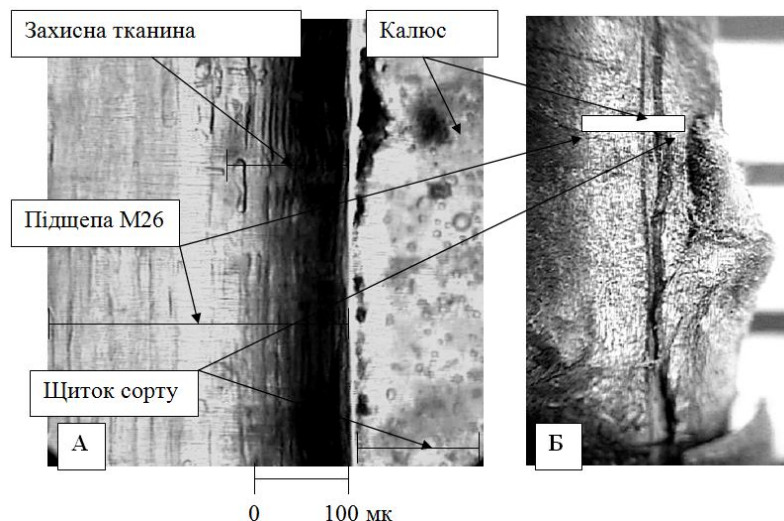 Захисна тканина
Калюс
Підщепа М26
Щиток сорту
А
Б
0
100 мк